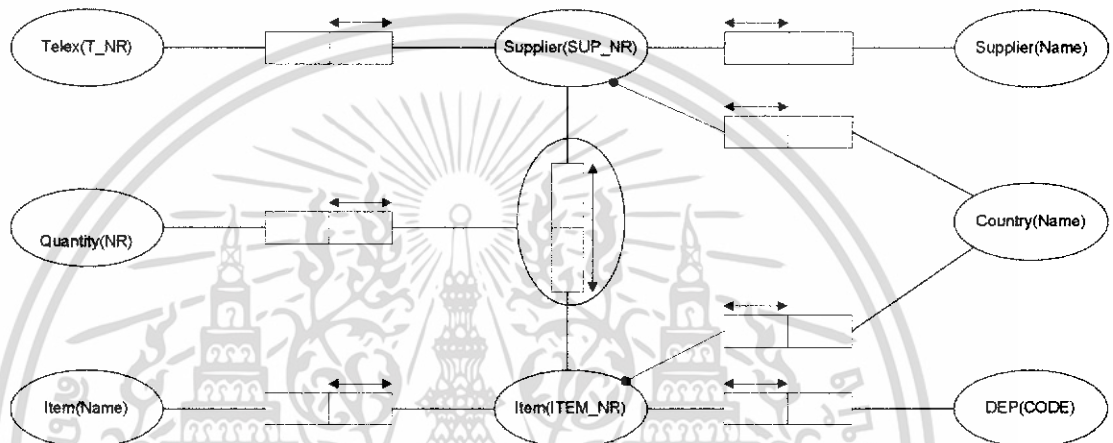 Telex(T_NR)
Supplier(SUP_NR)
Supplier(Name)
Quantity(NR)
Country(Name)
Item(Name)
Item(ITEM_NR)
DEP(CODE)